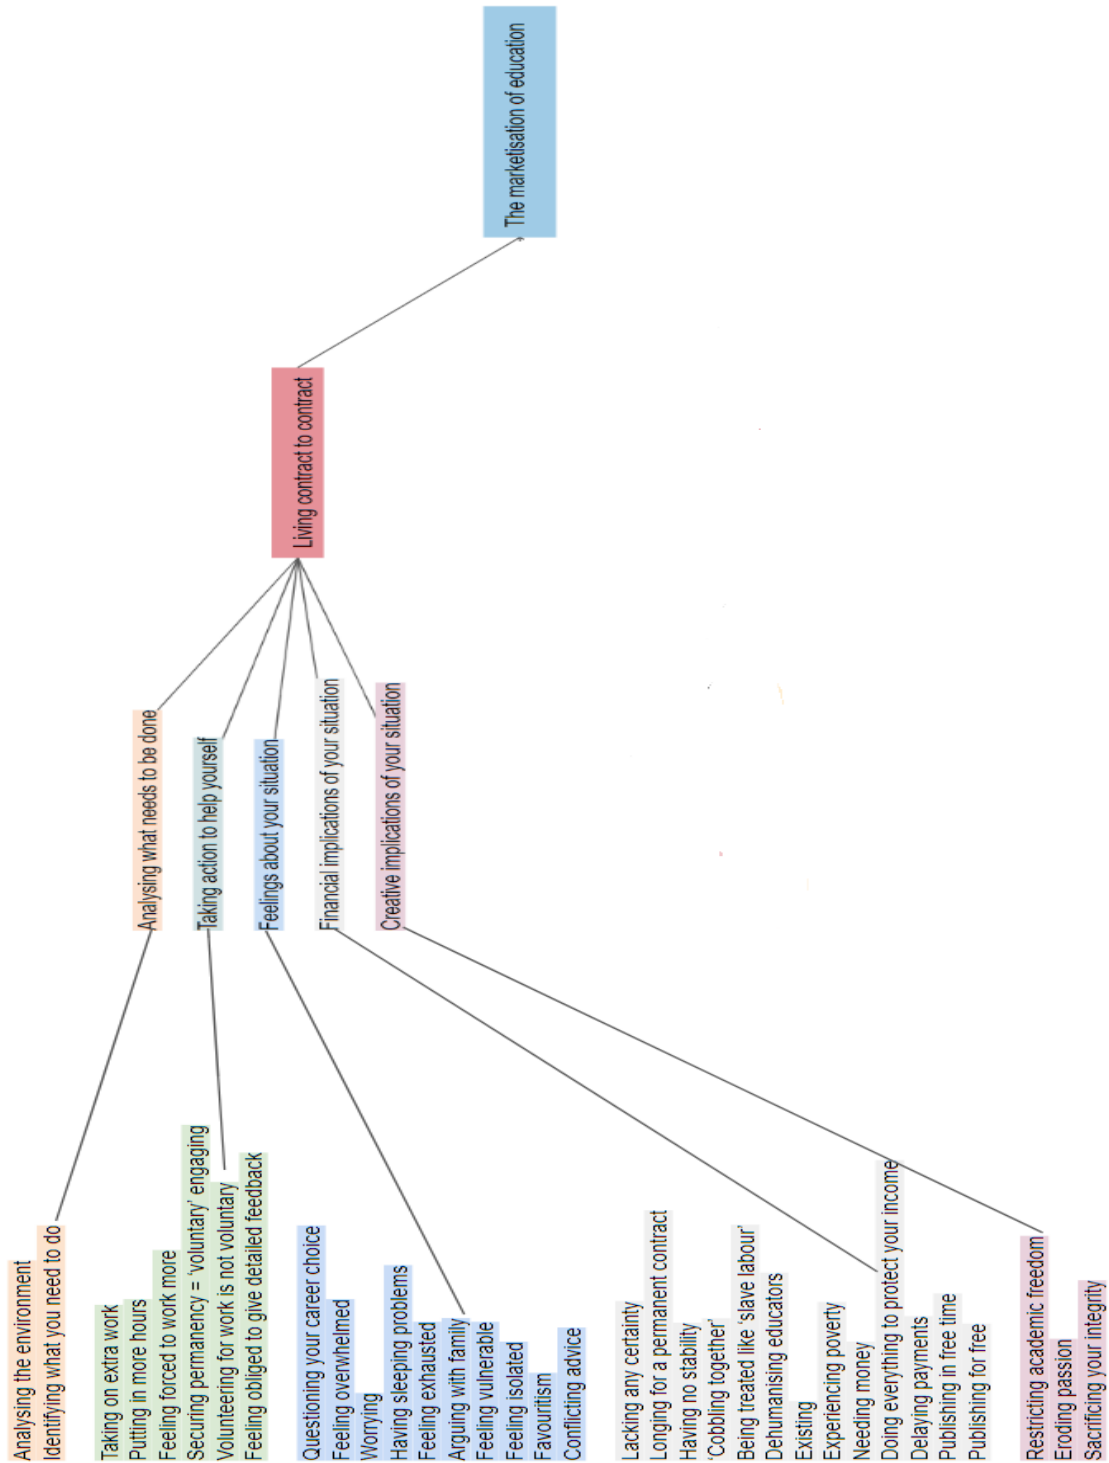 Analysing the environment
Identifying what you need to do
Taking on extra work
Putting in more hours
Feeling forced to work more
Securing permanency = ‘voluntary’ engaging
Volunteering for work is not voluntary
Feeling obliged to give detailed feedback
Questioning your career choice
Feeling overwhelmed
Worrying
Having sleeping problems
Feeling exhausted
Arguing with family
Feeling vulnerable
Feeling isolated
Favouritism
Conflicting advice
Lacking any certainty
Longing for a permanent contract
Having no stability
‘Cobbling together’
Being treated like ‘slave labour’
Dehumanising educators
Existing
Experiencing poverty
Needing money
Doing everything to protect your income
Delaying payments
Publishing in free time
Publishing for free
Restricting academic freedom
Eroding passion
Sacrificing your integrity
Analysing what needs to be done
Taking action to help yourself
Feelings about your situation
Financial implications of your situation
Creative implications of your situation
Living contract to contract
The marketisation of education